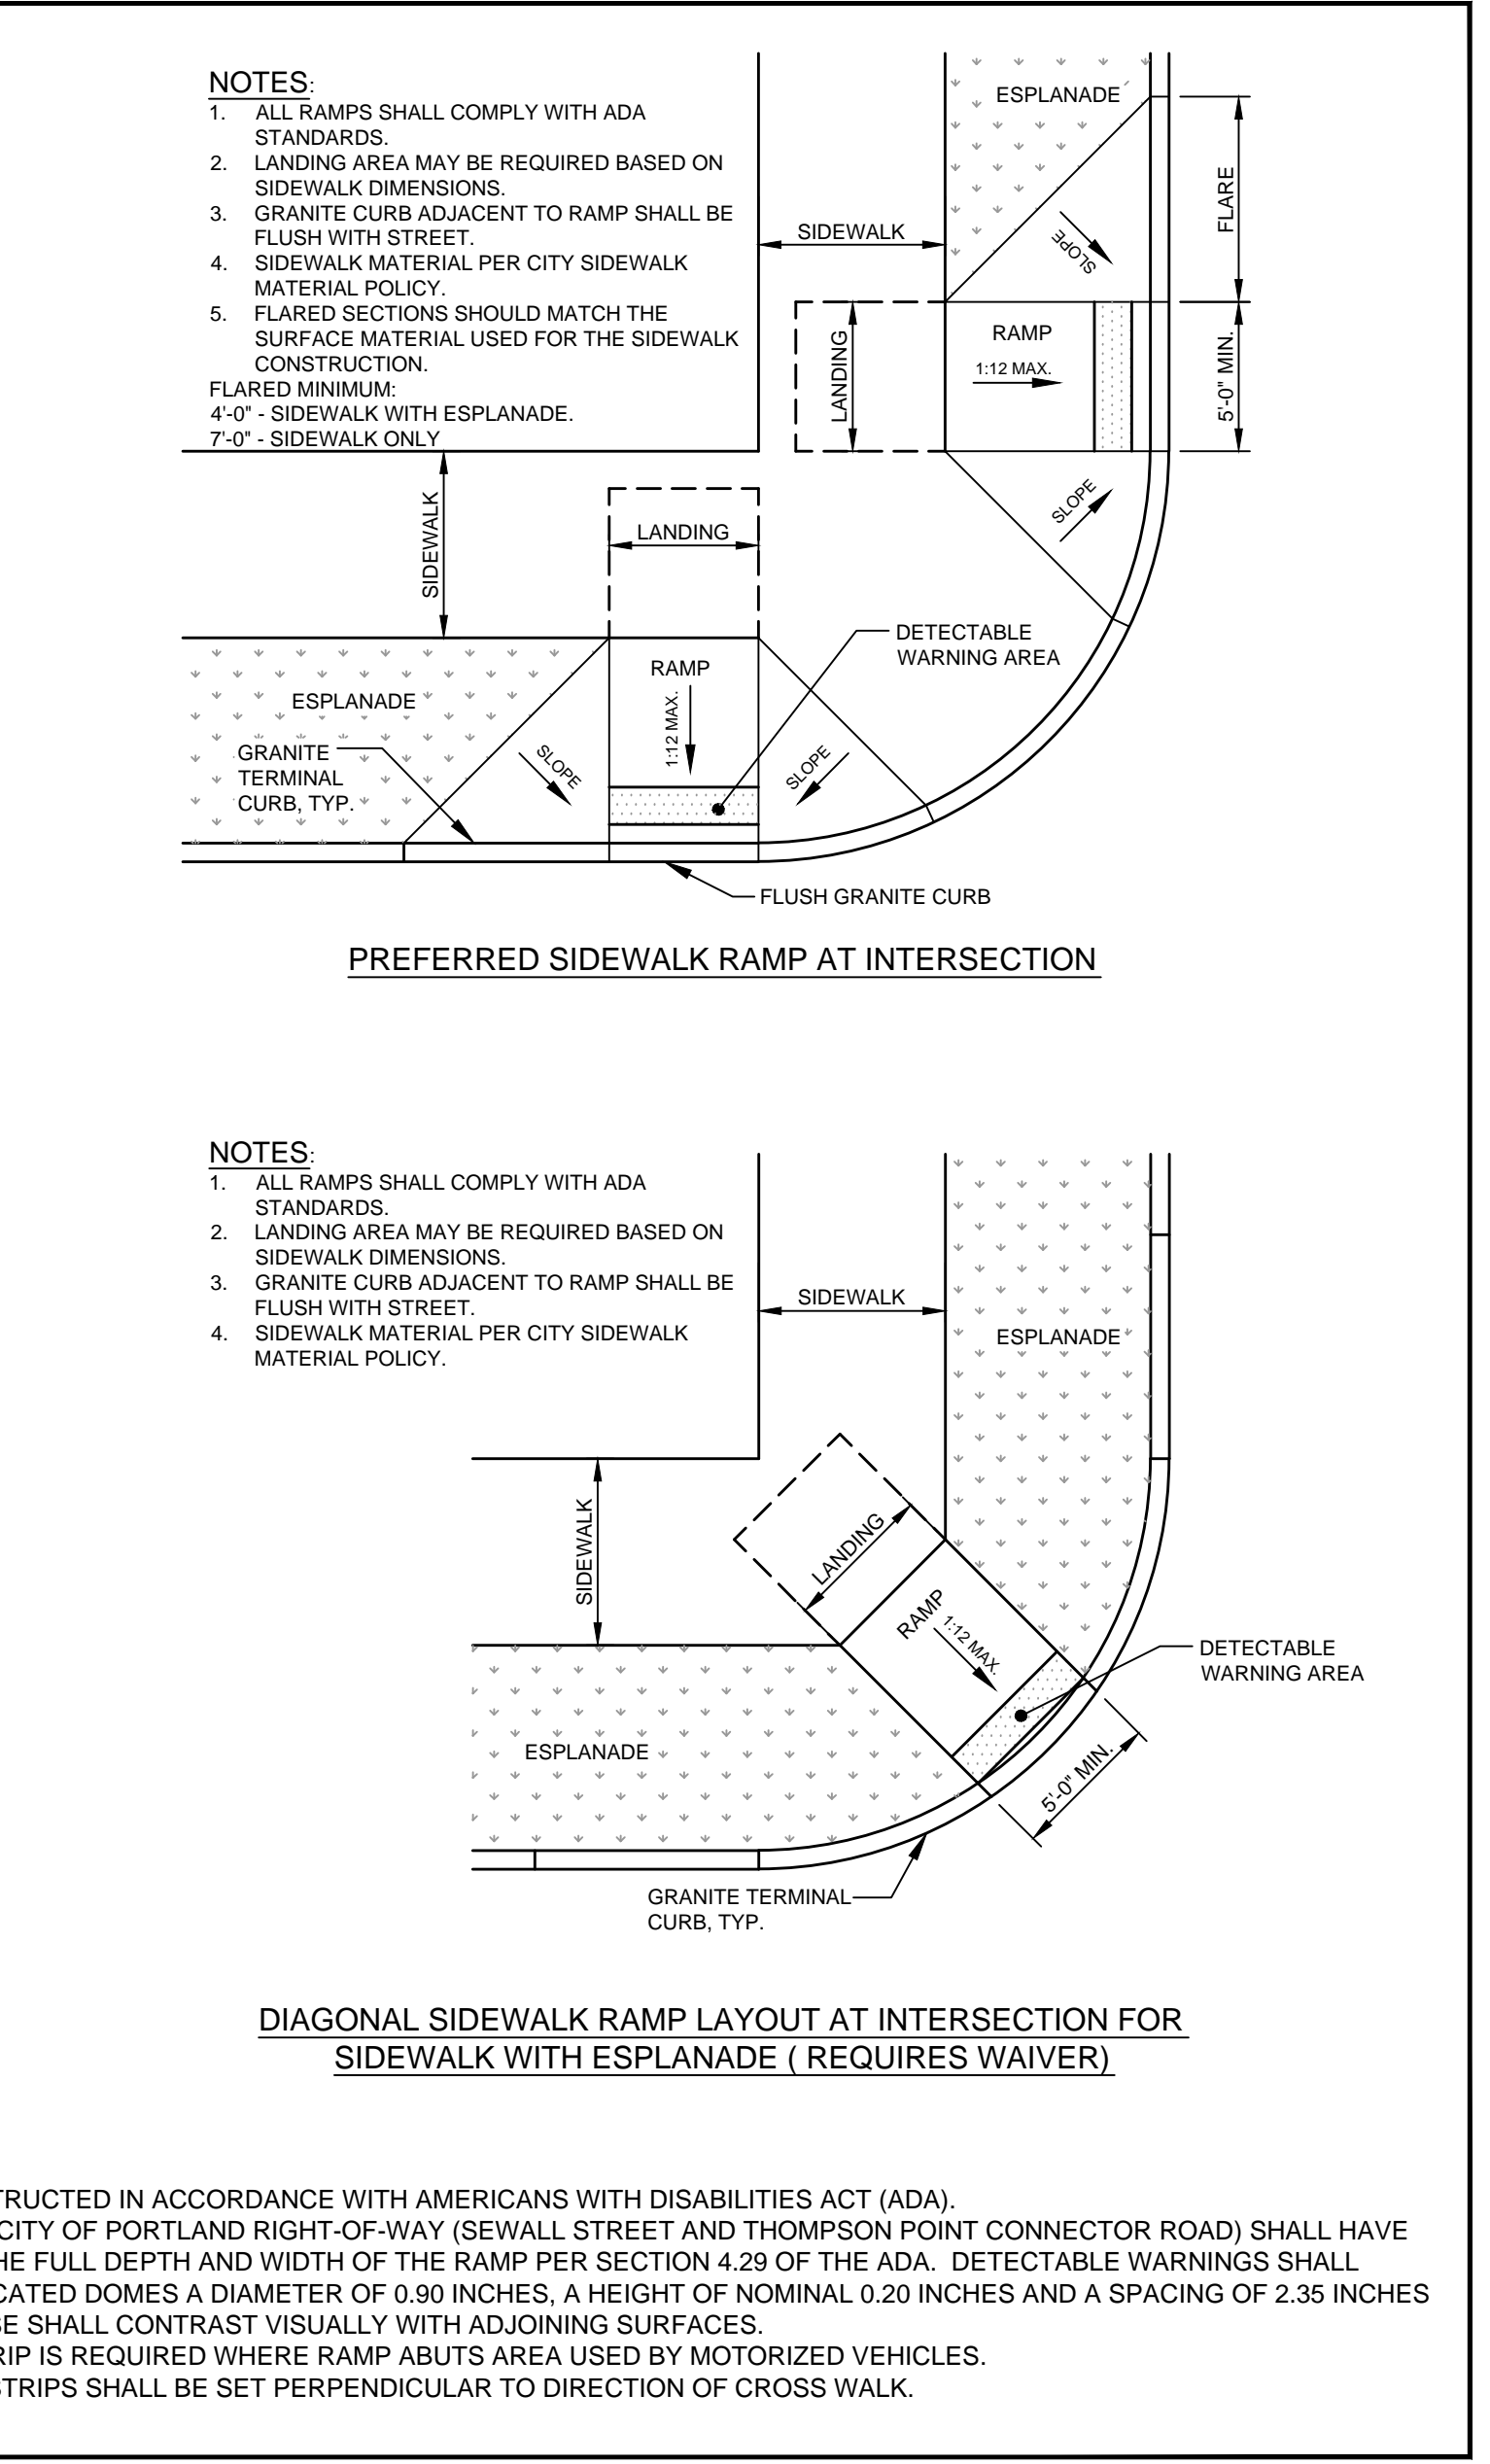 NOTES:
1. ALL RAMPS SHALL COMPLY WITH ADA
STANDARDS.
2. LANDING AREA MAY BE REQUIRED BASED ON
SIDEWALK DIMENSIONS.
3. GRANITE CURB ADJACENT TO RAMP SHALL BE
FLUSH WITH STREET.
4. SIDEWALK MATERIAL PER CITY SIDEWALK
MATERIAL POLICY.
5. FLARED SECTIONS SHOULD MATCH THE
SURFACE MATERIAL USED FOR THE SIDEWALK
CONSTRUCTION.
FLARED MINIMUM:
4'-0" - SIDEWALK WITH ESPLANADE.
7'-0" - SIDEWALK ONLY
ESPLANADE
FLARE
SIDEWALK
SLOPE
LANDING
RAMP
1:12 MAX.
5'-0" MIN.
SLOPE
SIDEWALK
LANDING
DETECTABLE
WARNING AREA
RAMP
1:12 MAX.
ESPLANADE
GRANITE
TERMINAL
CURB, TYP.
SLOPE
SLOPE
FLUSH GRANITE CURB
PREFERRED SIDEWALK RAMP AT INTERSECTION
NOTES:
1. ALL RAMPS SHALL COMPLY WITH ADA
STANDARDS.
2. LANDING AREA MAY BE REQUIRED BASED ON
SIDEWALK DIMENSIONS.
3. GRANITE CURB ADJACENT TO RAMP SHALL BE
FLUSH WITH STREET.
4. SIDEWALK MATERIAL PER CITY SIDEWALK
MATERIAL POLICY.
SIDEWALK
ESPLANADE
SIDEWALK
LANDING
RAMP
1:12 MAX.
DETECTABLE
WARNING AREA
ESPLANADE
5'-0" MIN.
GRANITE TERMINAL
CURB, TYP.
DIAGONAL SIDEWALK RAMP LAYOUT AT INTERSECTION FOR
SIDEWALK WITH ESPLANADE ( REQUIRES WAIVER)
TRUCTED IN ACCORDANCE WITH AMERICANS WITH DISABILITIES ACT (ADA).
CITY OF PORTLAND RIGHT-OF-WAY (SEWALL STREET AND THOMPSON POINT CONNECTOR ROAD) SHALL HAVE
HE FULL DEPTH AND WIDTH OF THE RAMP PER SECTION 4.29 OF THE ADA. DETECTABLE WARNINGS SHALL
CATED DOMES A DIAMETER OF 0.90 INCHES, A HEIGHT OF NOMINAL 0.20 INCHES AND A SPACING OF 2.35 INCHES
SE SHALL CONTRAST VISUALLY WITH ADJOINING SURFACES.
RIP IS REQUIRED WHERE RAMP ABUTS AREA USED BY MOTORIZED VEHICLES.
STRIPS SHALL BE SET PERPENDICULAR TO DIRECTION OF CROSS WALK.